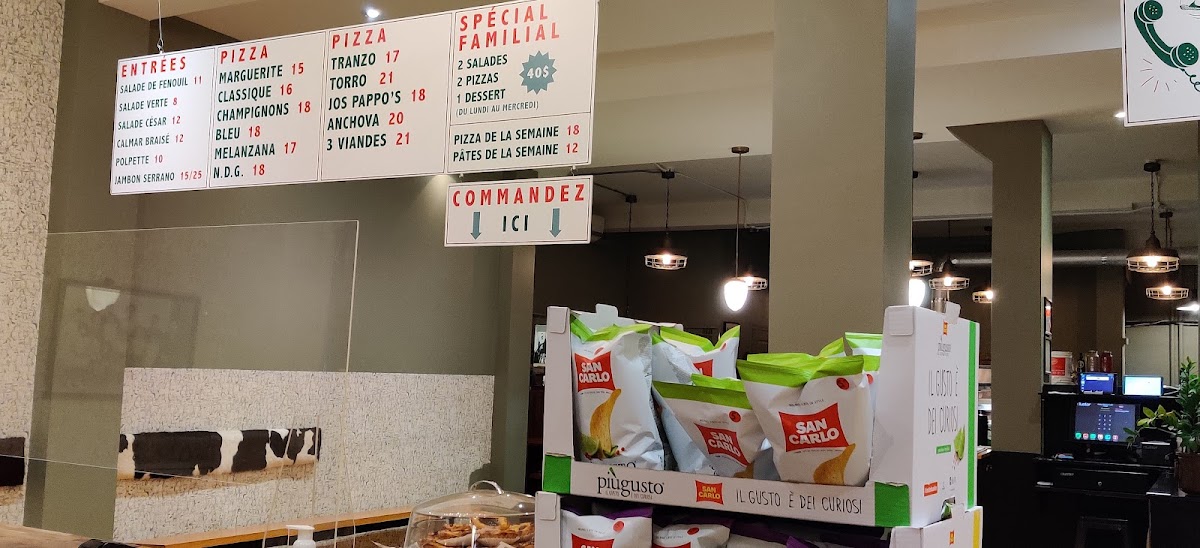 ENTRÉES
SALADE DE FENOUIL 11
SALADE VERTE 8
SALADE CÉSAR 12
CALMAR BRAISÉ 12
POLPETTE 10
JAMBON SERRANO 15/25
PIZZA
MARGUERITE 15
CLASSIQUE 16
CHAMPIGNONS 18
BLEU 18
MELANZANA 17
N.D.G. 18
PIZZA
TRANZO 17
TORRO 21
JOS PAPPO'S 18
ANCHOVA 20
3 VIANDES 21
SPÉCIAL
FAMILIAL
2 SALADES
2 PIZZAS
1 DESSERT
(DU LUNDI AU MERCREDI)
40$
PIZZA DE LA SEMAINE 18
PÂTES DE LA SEMAINE 12
COMMANDEZ
ICI
SAN
CARLO
SAN
CARLO
SAN
CARLO
piùgusto
SAN
CARLO
IL GUSTO È DEI CURIOSI
piùgusto
IL GUSTO È
DEI CURIOSI
SAN